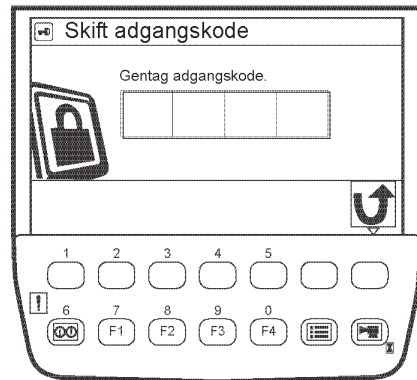 Skift adgangskode
Gentag adgangskode.
1 2 3 4 5
6 7 8 9 0
F1 F2 F3 F4